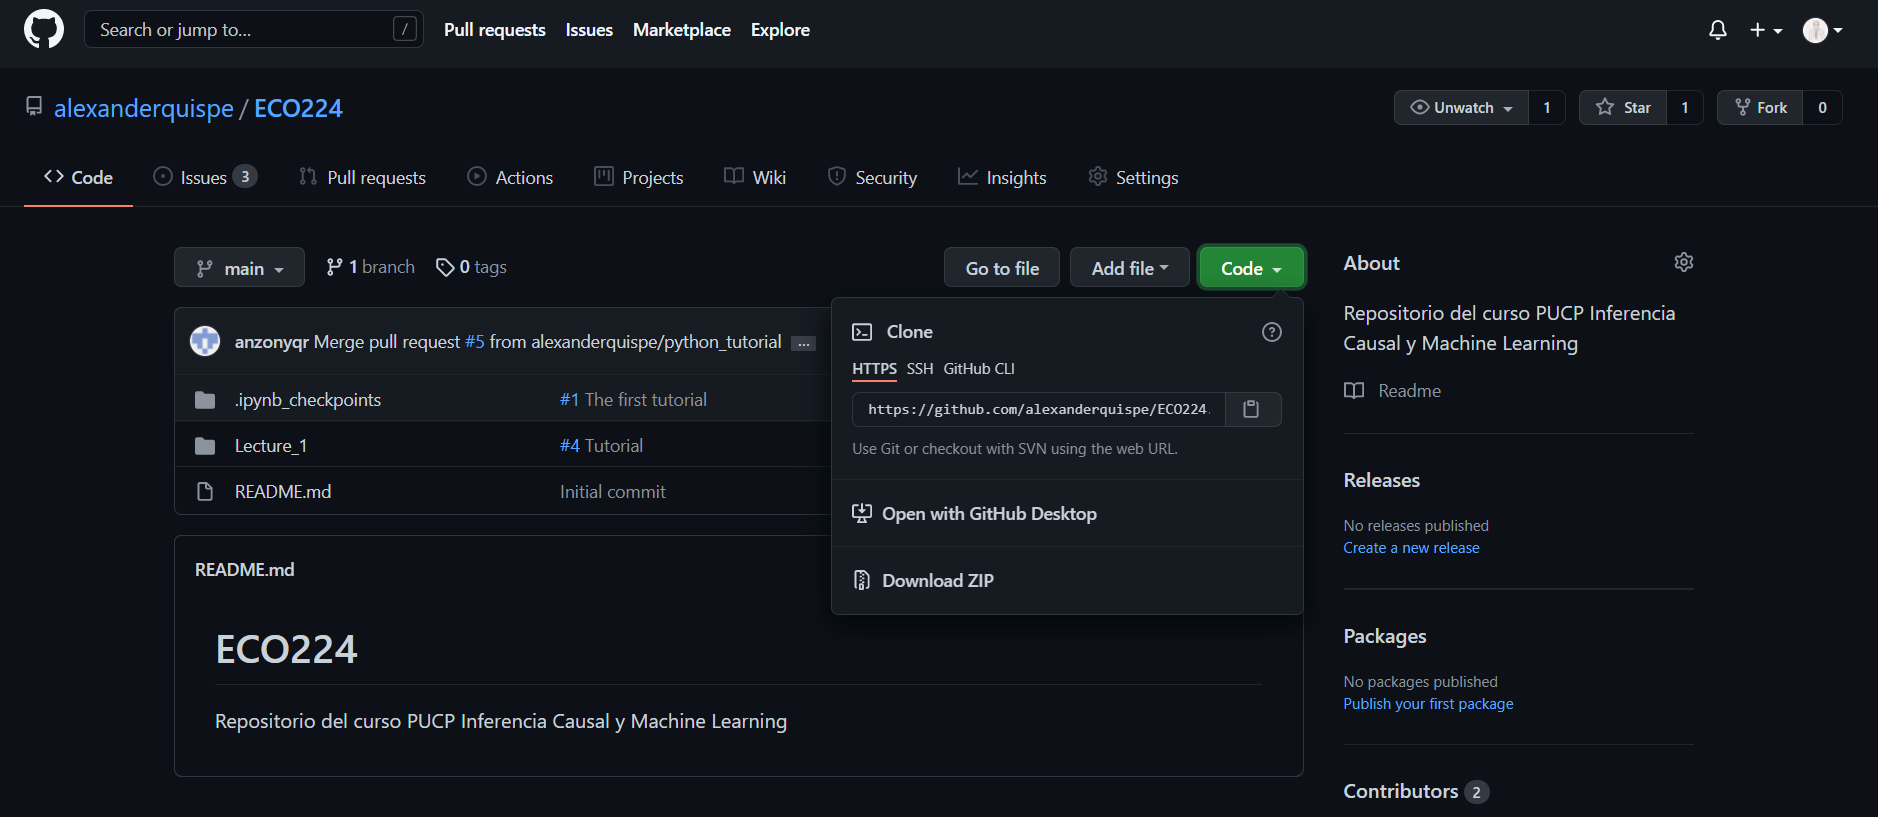 Search or jump to... /
Pull requests Issues Marketplace Explore
alexanderquispe / ECO224
Unwatch 1 Star 1 Fork 0
Code Issues 3 Pull requests Actions Projects Wiki Security Insights Settings
main 1 branch 0 tags
Go to file Add file Code
anzonyqr Merge pull request #5 from alexanderquispe/python_tutorial ...
.ipynb_checkpoints #1 The first tutorial
Lecture_1 #4 Tutorial
README.md Initial commit
Clone
HTTPS SSH GitHub CLI
https://github.com/alexanderquispe/ECO224.
Use Git or checkout with SVN using the web URL.
Open with GitHub Desktop
Download ZIP
README.md
ECO224
Repositorio del curso PUCP Inferencia Causal y Machine Learning
About
Repositorio del curso PUCP Inferencia
Causal y Machine Learning
Readme
Releases
No releases published
Create a new release
Packages
No packages published
Publish your first package
Contributors 2